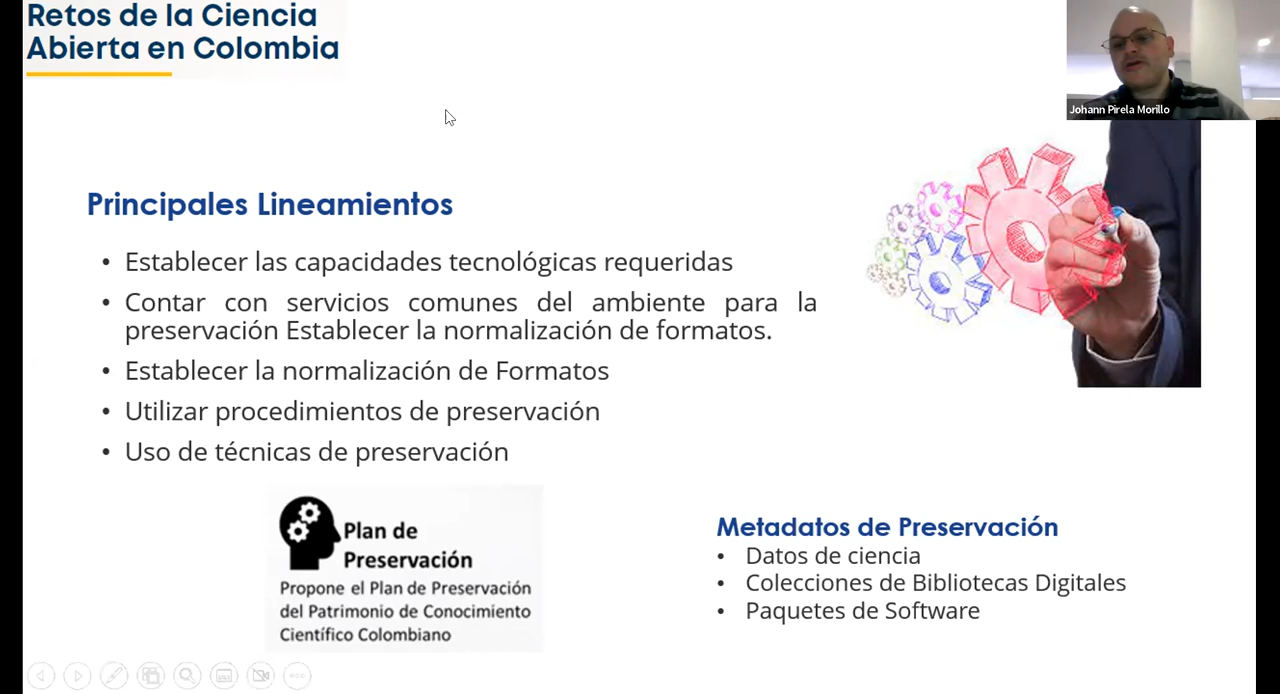 Retos de la Ciencia
Abierta en Colombia
Johann Pirela Morillo
Principales Lineamientos
• Establecer las capacidades tecnológicas requeridas
• Contar con servicios comunes del ambiente para la
preservación Establecer la normalización de formatos.
• Establecer la normalización de Formatos
• Utilizar procedimientos de preservación
• Uso de técnicas de preservación
Plan de
Preservación
Propone el Plan de Preservación
del Patrimonio de Conocimiento
Científico Colombiano
Metadatos de Preservación
• Datos de ciencia
• Colecciones de Bibliotecas Digitales
• Paquetes de Software